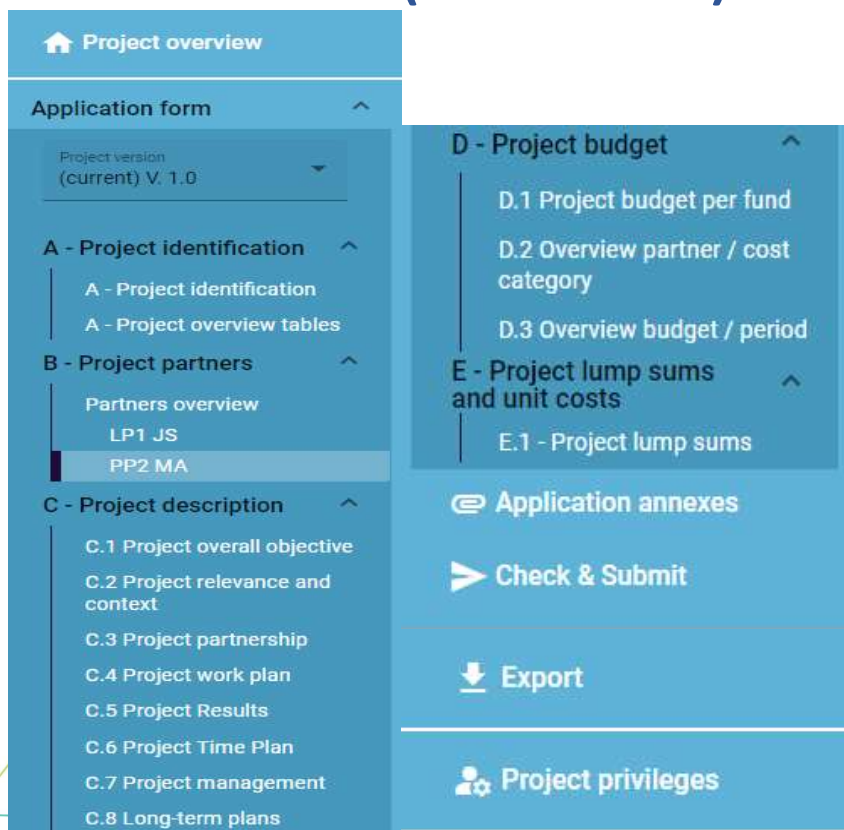 Project overview
Application form
Project version
(current) V. 1.0
A - Project identification
A - Project identification
A - Project overview tables
B - Project partners
Partners overview
LP1 JS
PP2 MA
C - Project description
C.1 Project overall objective
C.2 Project relevance and
context
C.3 Project partnership
C.4 Project work plan
C.5 Project Results
C.6 Project Time Plan
C.7 Project management
C.8 Long-term plans
D - Project budget
D.1 Project budget per fund
D.2 Overview partner / cost
category
D.3 Overview budget / period
E - Project lump sums
and unit costs
E.1 - Project lump sums
Application annexes
Check & Submit
Export
Project privileges